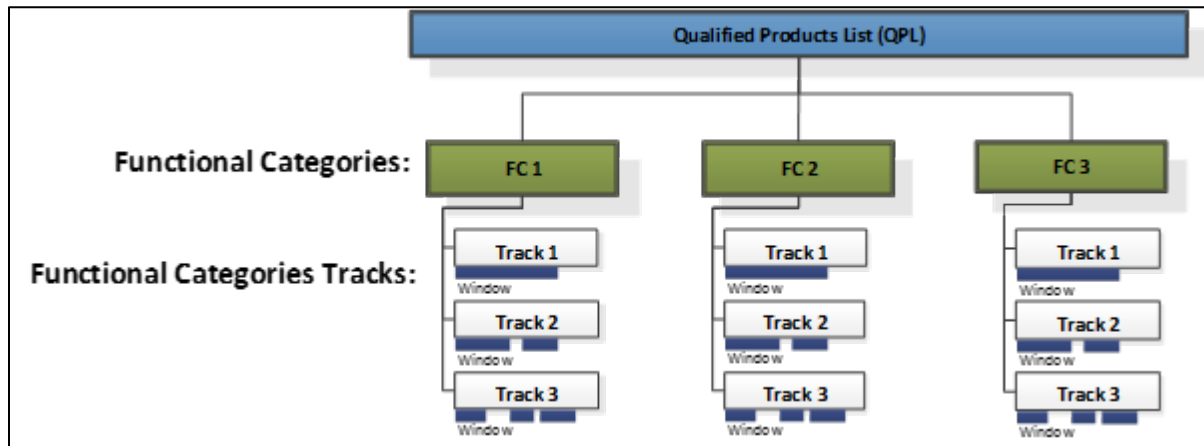 Qualified Products List (QPL)
Functional Categories:
FC 1
FC 2
FC 3
Functional Categories Tracks:
Track 1
Window
Track 2
Window
Track 3
Window
Track 1
Window
Track 2
Window
Track 3
Window
Track 1
Window
Track 2
Window
Track 3
Window